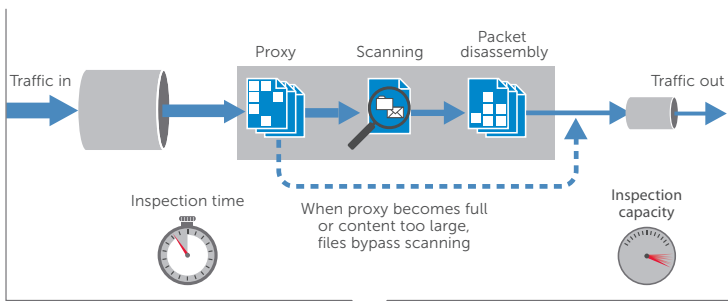 Proxy
Scanning
Packet
disassembly
Traffic in
Traffic out
Inspection time
When proxy becomes full
or content too large,
files bypass scanning
Inspection
capacity